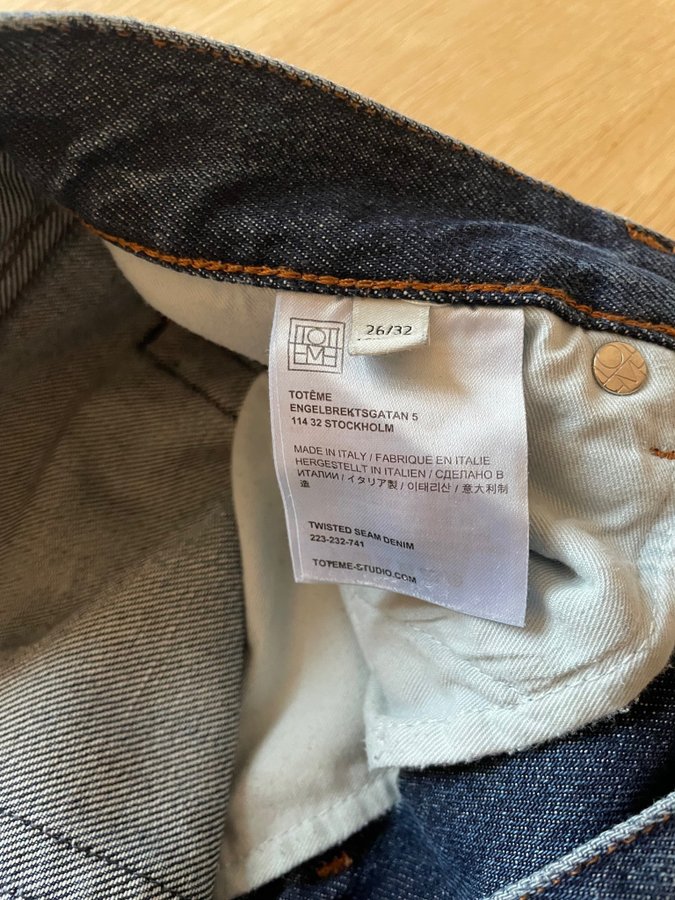 TOTEME
26/32
TOTÊME
ENGELBREKTSGATAN 5
114 32 STOCKHOLM
MADE IN ITALY / FABRIQUE EN ITALIE
HERGESTELLT IN ITALIEN / СДЕЛАНО В
ИТАЛИИ / イタリア製 / 이태리산 / 意大利制
造
TWISTED SEAM DENIM
223-232-741
TOTEME-STUDIO.COM